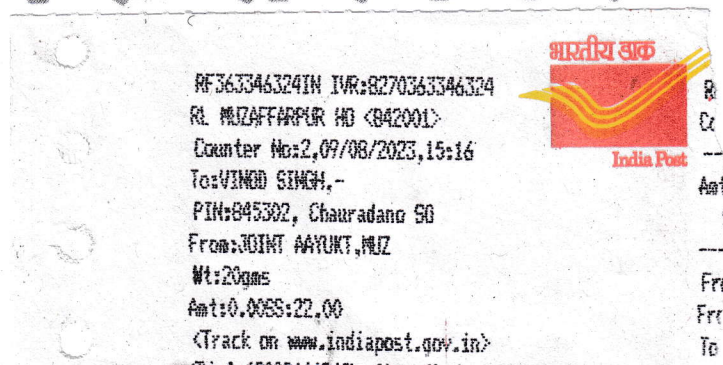 भारतीय डाक
India Post
RF363346324IN IVR:8270363346324
RL MUZAFFARPUR HO <842001>
Counter No:2,09/08/2023,15:16
To:VINOD SINGH,-
PIN:845302, Chauradano SO
From:JOINT AAYUKT,MUZ
Wt:20gms
Amt:0.00SS:22.00
<Track on www.indiapost.gov.in>
To